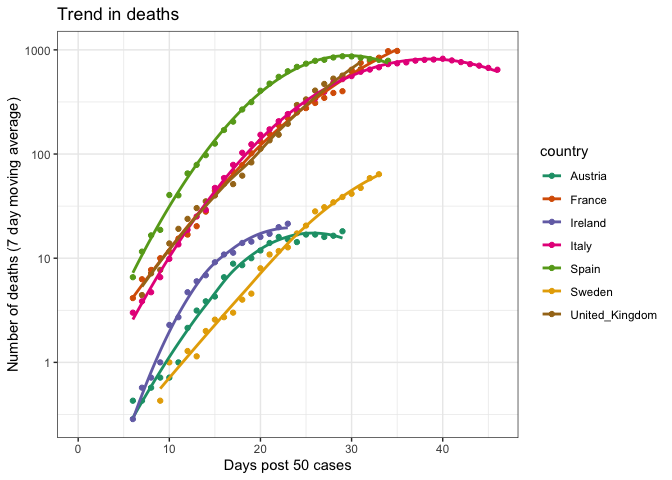 Trend in deaths
Number of deaths (7 day moving average)
1000
100
10
1
0
10
20
30
40
Days post 50 cases
country
Austria
France
Ireland
Italy
Spain
Sweden
United_Kingdom